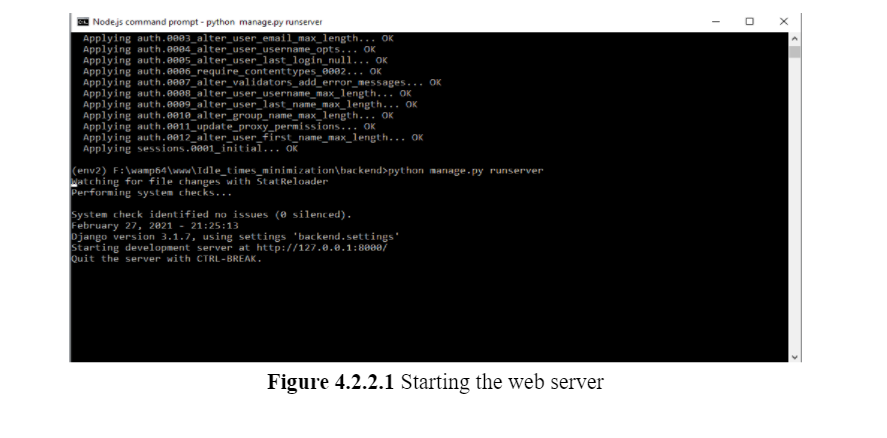 Node.js command prompt - python manage.py runserver
Applying auth.0003_alter_user_email_max_length... OK
Applying auth.0004_alter_user_username_opts... OK
Applying auth.0005_alter_user_last_login_null... OK
Applying auth.0006_require_contenttypes_0002... OK
Applying auth.0007_alter_validators_add_error_messages... OK
Applying auth.0008_alter_user_username_max_length... OK
Applying auth.0009_alter_user_last_name_max_length... OK
Applying auth.0010_alter_group_name_max_length... OK
Applying auth.0011_update_proxy_permissions... OK
Applying auth.0012_alter_user_first_name_max_length... OK
Applying sessions.0001_initial... OK
(env2) F:\wamp64\www\Idle_times_minimization\backend>python manage.py runserver
Watching for file changes with StatReloader
Performing system checks...
System check identified no issues (0 silenced).
February 27, 2021 - 21:25:13
Django version 3.1.7, using settings 'backend.settings'
Starting development server at http://127.0.0.1:8000/
Quit the server with CTRL-BREAK.
Figure 4.2.2.1 Starting the web server